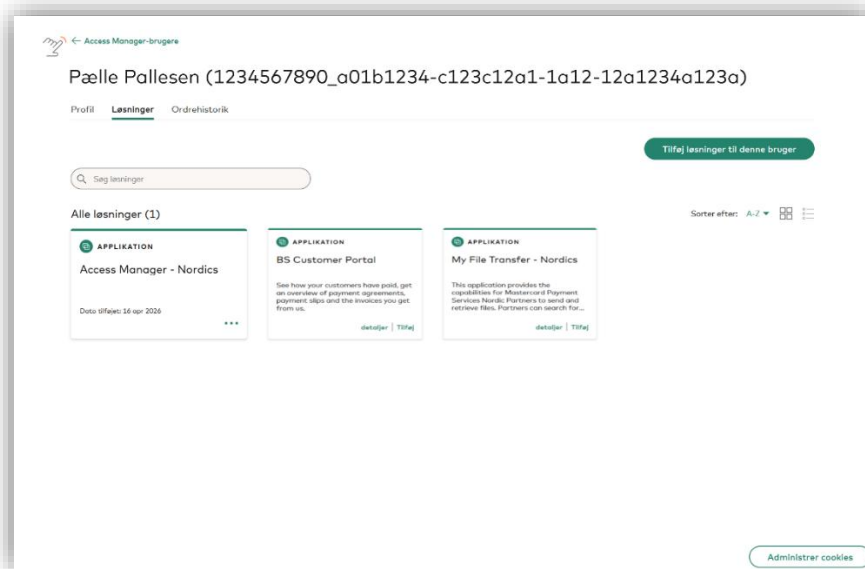 ← Access Manager-brugere
Pælle Pallesen (1234567890_a01b1234-c123c12a1-1a12-12a1234a123a)
Profil Løsninger Ordrehistorik
Tilføj løsninger til denne bruger
Søg løsninger
Alle løsninger (1)
Sorter efter: A-Z
APPLIKATION
Access Manager - Nordics
Dato tilføjet: 16 apr 2026
APPLIKATION
BS Customer Portal
See how your customers have paid, get
an overview of payment agreements,
payment slips and the invoices you get
from us.
detaljer | Tilføj
APPLIKATION
My File Transfer - Nordics
This application provides the
capabilities for Mastercard Payment
Services Nordic Partners to send and
retrieve files. Partners can search for...
detaljer | Tilføj
Administrer cookies